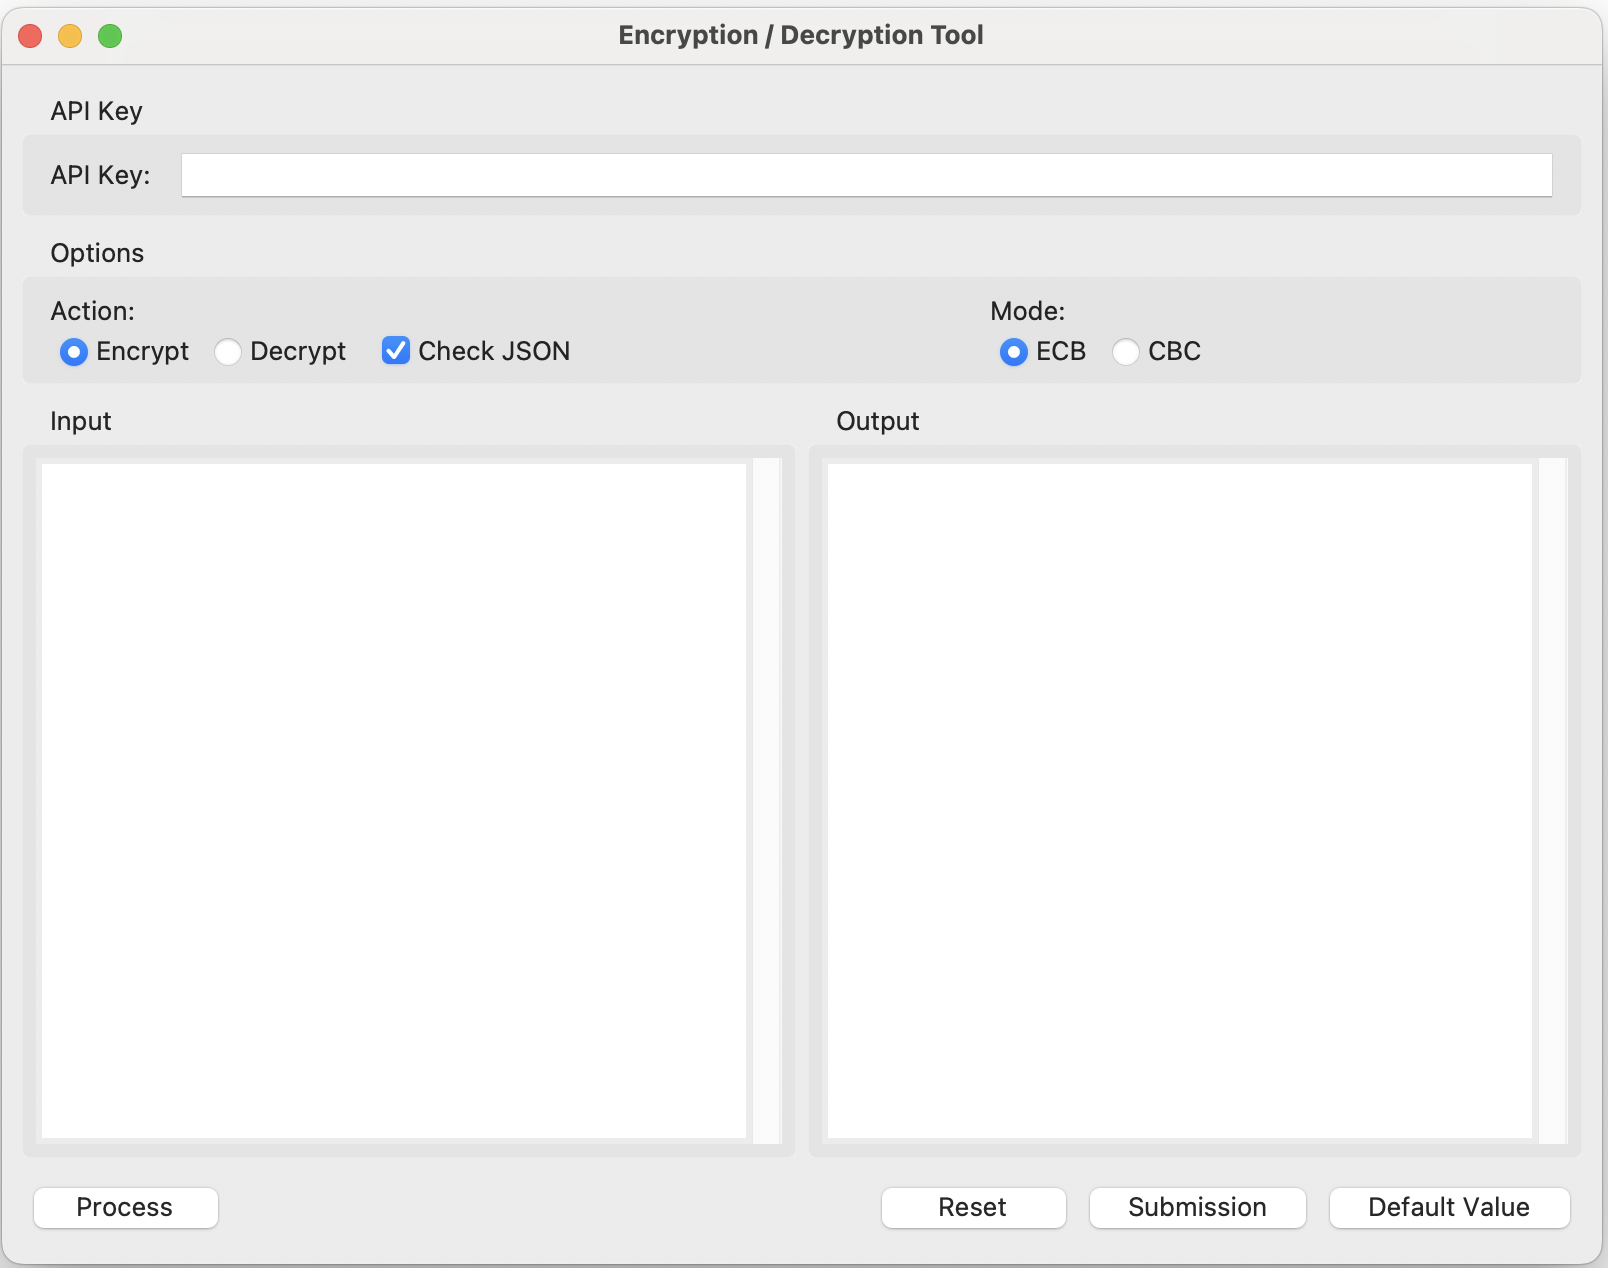 Encryption / Decryption Tool
API Key
API Key:
Options
Action:
Mode:
Encrypt Decrypt Check JSON
ECB CBC
Input
Output
Process
Reset
Submission
Default Value